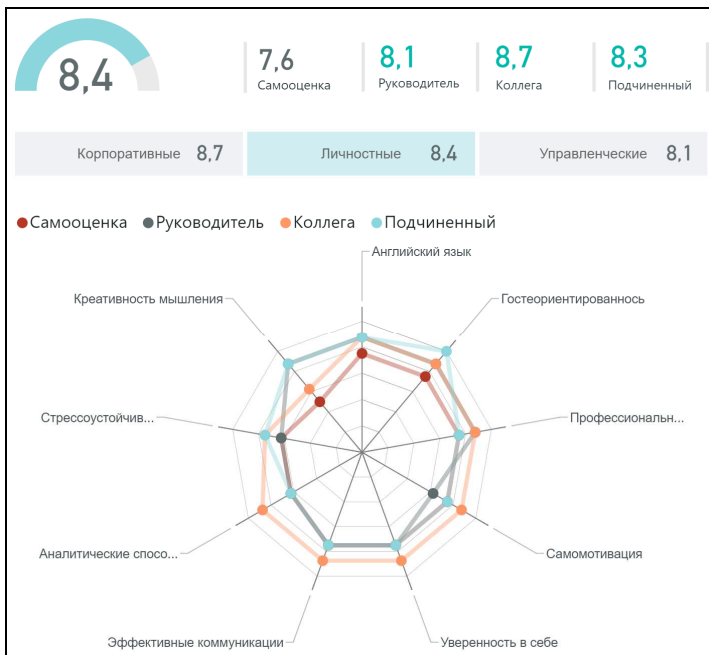 8,4
7,6
Самооценка
8,1
Руководитель
8,7
Коллега
8,3
Подчиненный
Корпоративные 8,7
Личностные 8,4
Управленческие 8,1
Самооценка Руководитель Коллега Подчиненный
Английский язык
Креативность мышления
Гостеориентированнось
Стрессоустойчив...
Профессиональн...
Аналитические спосо...
Самомотивация
Эффективные коммуникации
Уверенность в себе